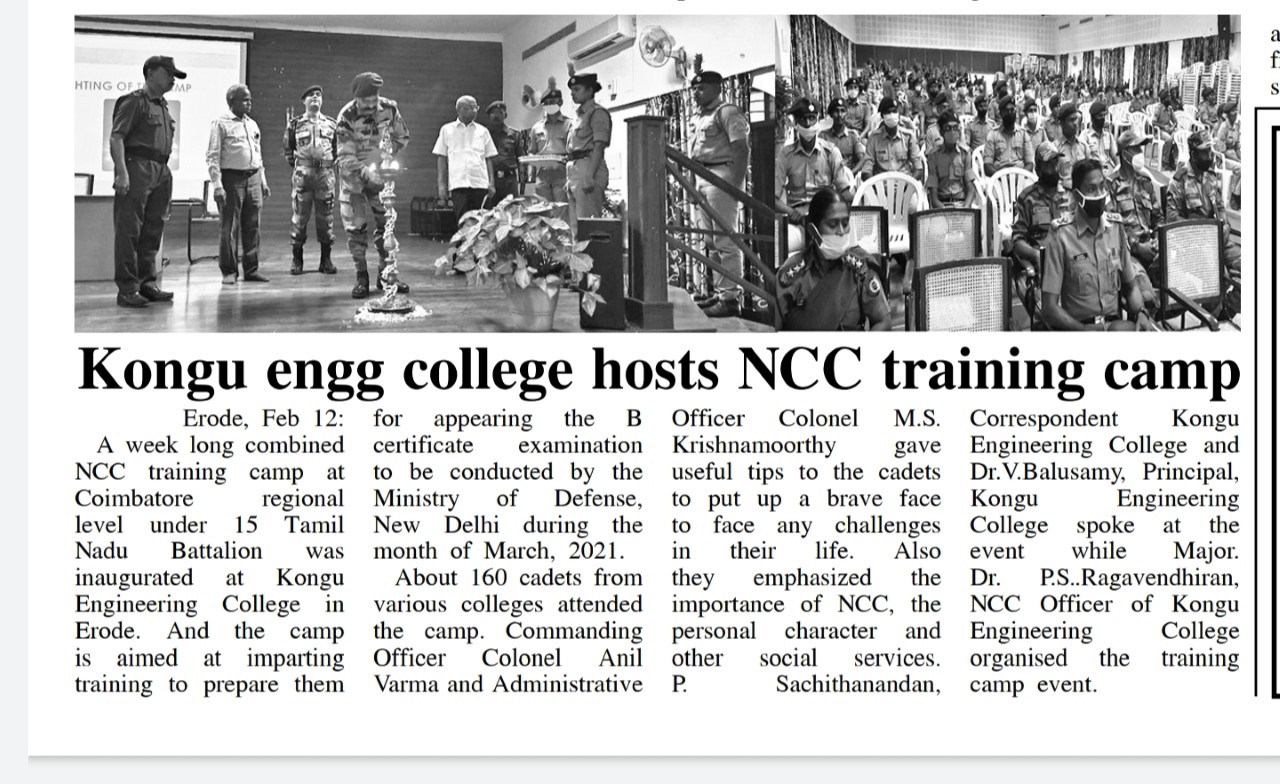 HTING OF T
MP
Kongu engg college hosts NCC training camp
Erode, Feb 12:
A week long combined
NCC training camp at
Coimbatore regional
level under 15 Tamil
Nadu Battalion was
inaugurated at Kongu
Engineering College in
Erode. And the camp
is aimed at imparting
training to prepare them
for appearing the B
certificate examination
to be conducted by the
Ministry of Defense,
New Delhi during the
month of March, 2021.
About 160 cadets from
various colleges attended
the camp. Commanding
Officer Colonel Anil
Varma and Administrative
Officer Colonel M.S.
Krishnamoorthy gave
useful tips to the cadets
to put up a brave face
to face any challenges
in their life. Also
they emphasized the
importance of NCC, the
personal character and
other social services.
P. Sachithanandan,
Correspondent Kongu
Engineering College and
Dr.V.Balusamy, Principal,
Kongu Engineering
College spoke at the
event while Major.
Dr. P.S..Ragavendhiran,
NCC Officer of Kongu
Engineering College
organised the training
camp event.
a
f
s